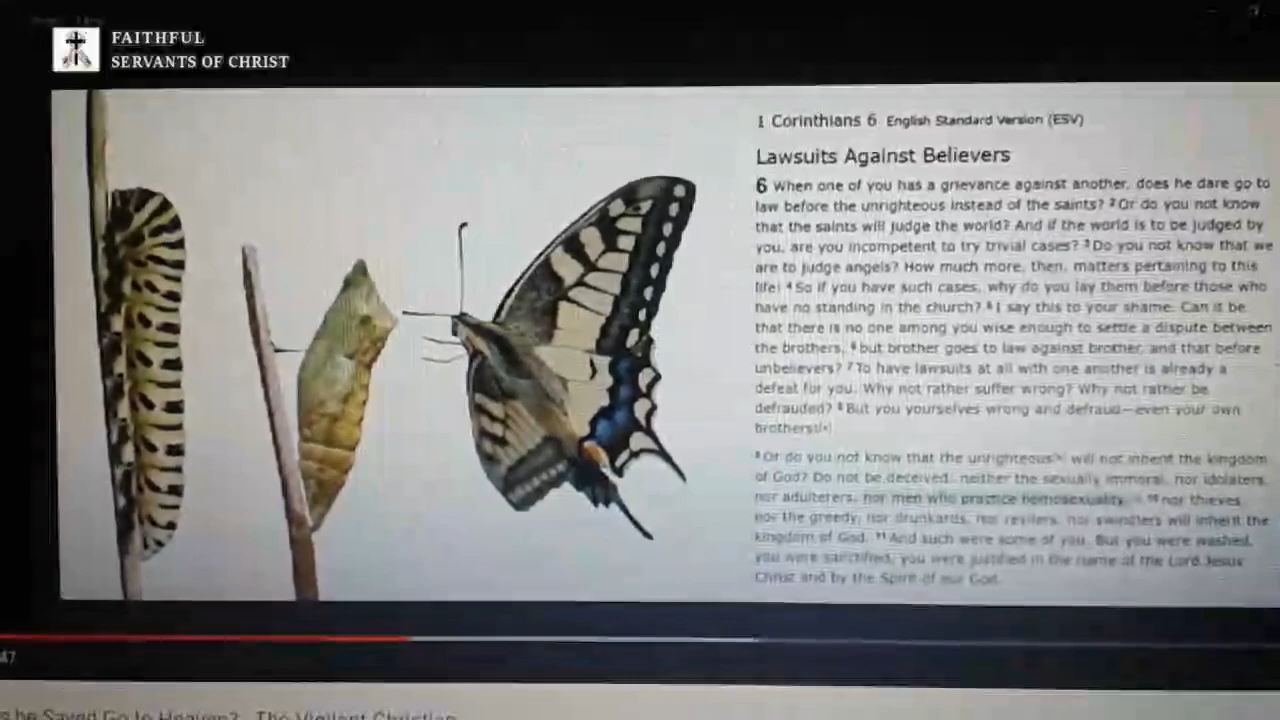 FAITHFUL
SERVANTS OF CHRIST
1 Corinthians 6 English Standard Version (ESV)
Lawsuits Against Believers
6 When one of you has a grievance against another, does he dare go to
law before the unrighteous instead of the saints? 2 Or do you not know
that the saints will judge the world? And if the world is to be judged by
you, are you incompetent to try trivial cases? 3 Do you not know that we
are to judge angels? How much more, then, matters pertaining to this
life! 4 So if you have such cases, why do you lay them before those who
have no standing in the church? 5 I say this to your shame. Can it be
that there is no one among you wise enough to settle a dispute between
the brothers, 6 but brother goes to law against brother, and that before
unbelievers? 7 To have lawsuits at all with one another is already a
defeat for you. Why not rather suffer wrong? Why not rather be
defrauded? 8 But you yourselves wrong and defraud—even your own
brothers!
9 Or do you not know that the unrighteous will not inherit the kingdom
of God? Do not be deceived: neither the sexually immoral, nor idolaters,
nor adulterers, nor men who practice homosexuality, 10 nor thieves,
nor the greedy, nor drunkards, nor revilers, nor swindlers will inherit the
kingdom of God. 11 And such were some of you. But you were washed,
you were sanctified, you were justified in the name of the Lord Jesus
Christ and by the Spirit of our God.
47
be Saved Go to Heaven? - The Vigilant Christian